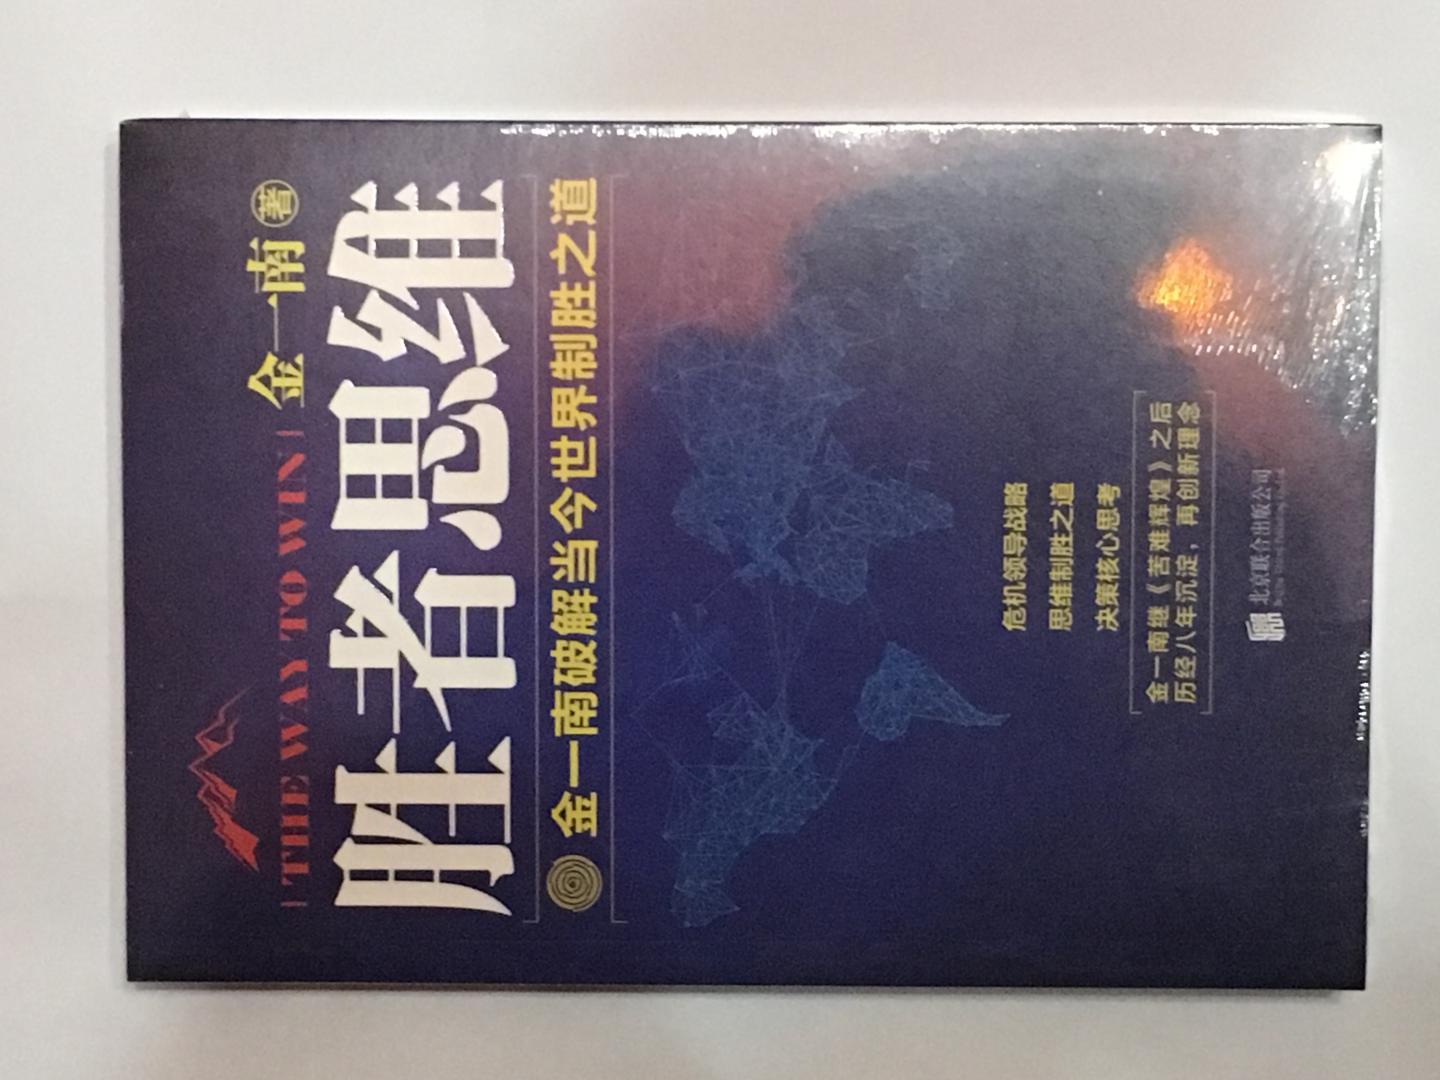 金一南 著
THE WAY TO WIN
胜者思维
金一南破解当今世界制胜之道
危机领导战略
思维制胜之道
决策核心思考
金一南继《苦难辉煌》之后
历经八年沉淀，再创新理念
北京联合出版公司